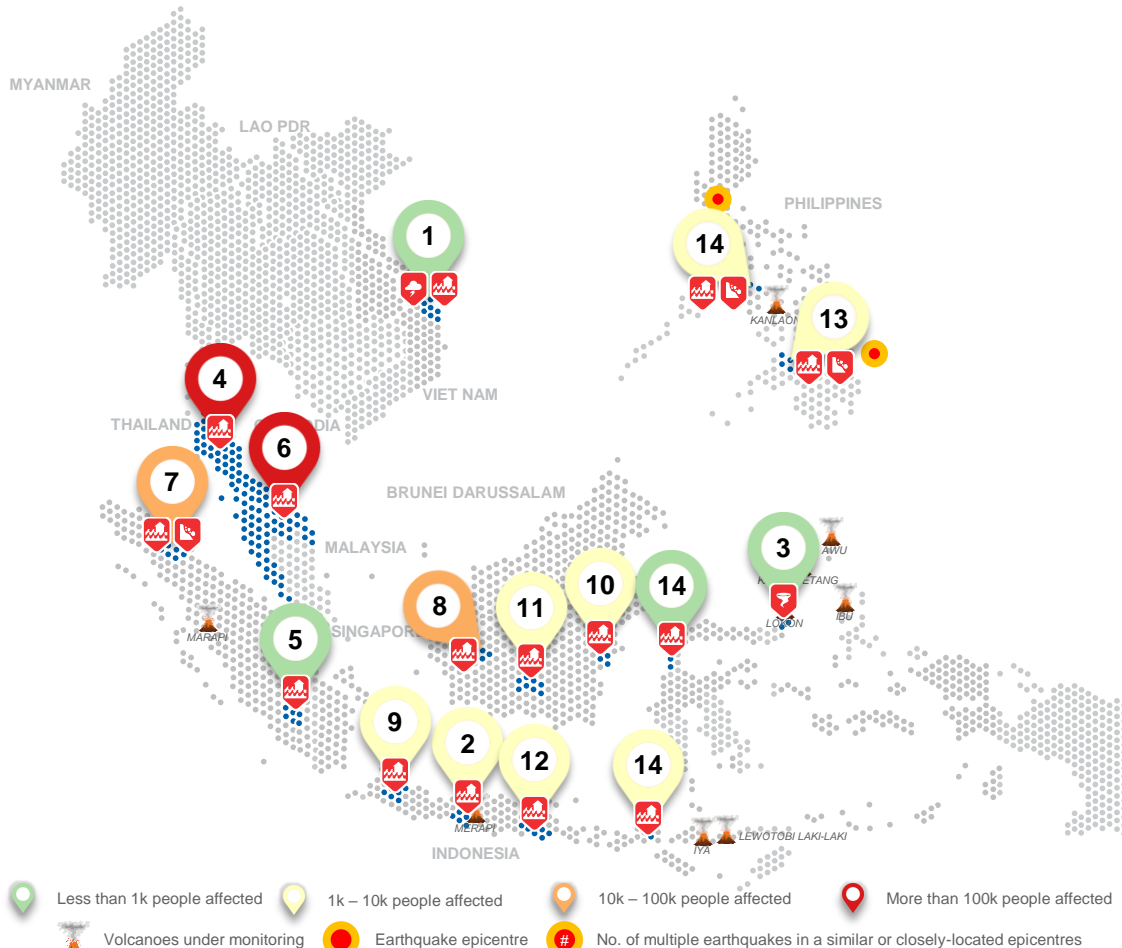 MYANMAR
LAO PDR
1
PHILIPPINES
14
KANLAON
13
4
VIET NAM
THAILAND
6
7
BRUNEI DARUSSALAM
MALAYSIA
3
AWU
8
11
10
14
IBU
MARAPI
SINGAPORE
5
9
2
12
14
MERAPI
LEWOTOBI LAKI-LAKI
IYA
INDONESIA
Less than 1k people affected
1k – 10k people affected
10k – 100k people affected
More than 100k people affected
Volcanoes under monitoring
Earthquake epicentre
# No. of multiple earthquakes in a similar or closely-located epicentres